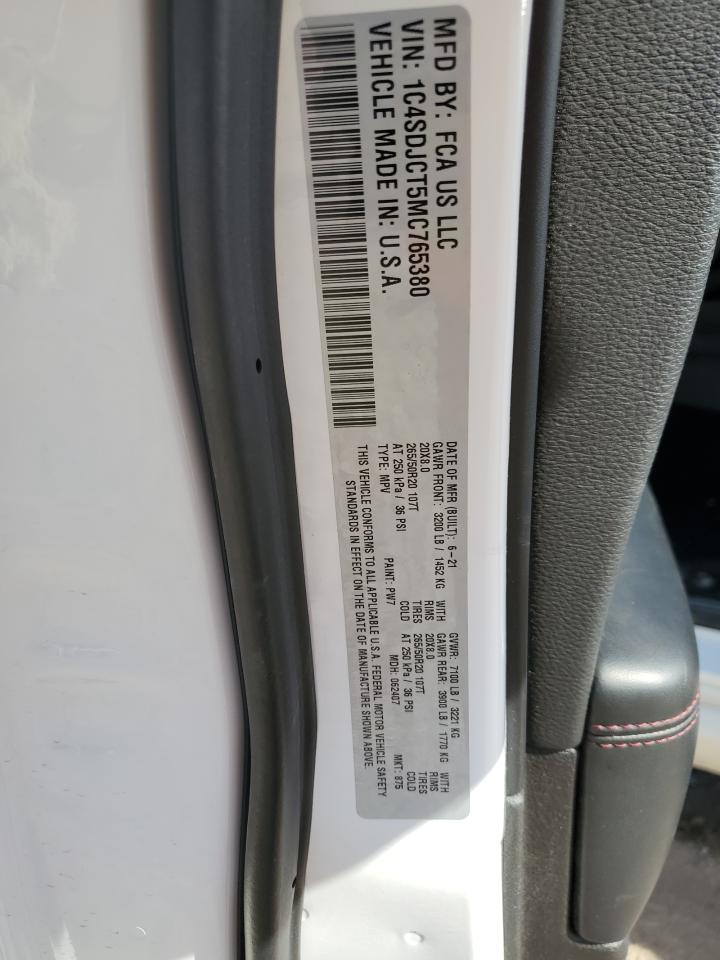 MFD BY: FCA US LLC
VIN: 1C4SDJCT5MC765380
VEHICLE MADE IN: U.S.A.
DATE OF MFR (BUILT): 6-21 GVWR: 7100 LB / 3221 KG
GAWR FRONT: 3200 LB / 1452 KG WITH GAWR REAR: 3900 LB / 1770 KG WITH
20X8.0 RIMS 20X8.0 RIMS
265/50R20 107T TIRES 265/50R20 107T TIRES
AT 250 kPa / 36 PSI COLD AT 250 kPa / 36 PSI COLD
TYPE: MPV PAINT: PW7 MDH: 062407 MKT: 875
THIS VEHICLE CONFORMS TO ALL APPLICABLE U.S.A. FEDERAL MOTOR VEHICLE SAFETY
STANDARDS IN EFFECT ON THE DATE OF MANUFACTURE SHOWN ABOVE.